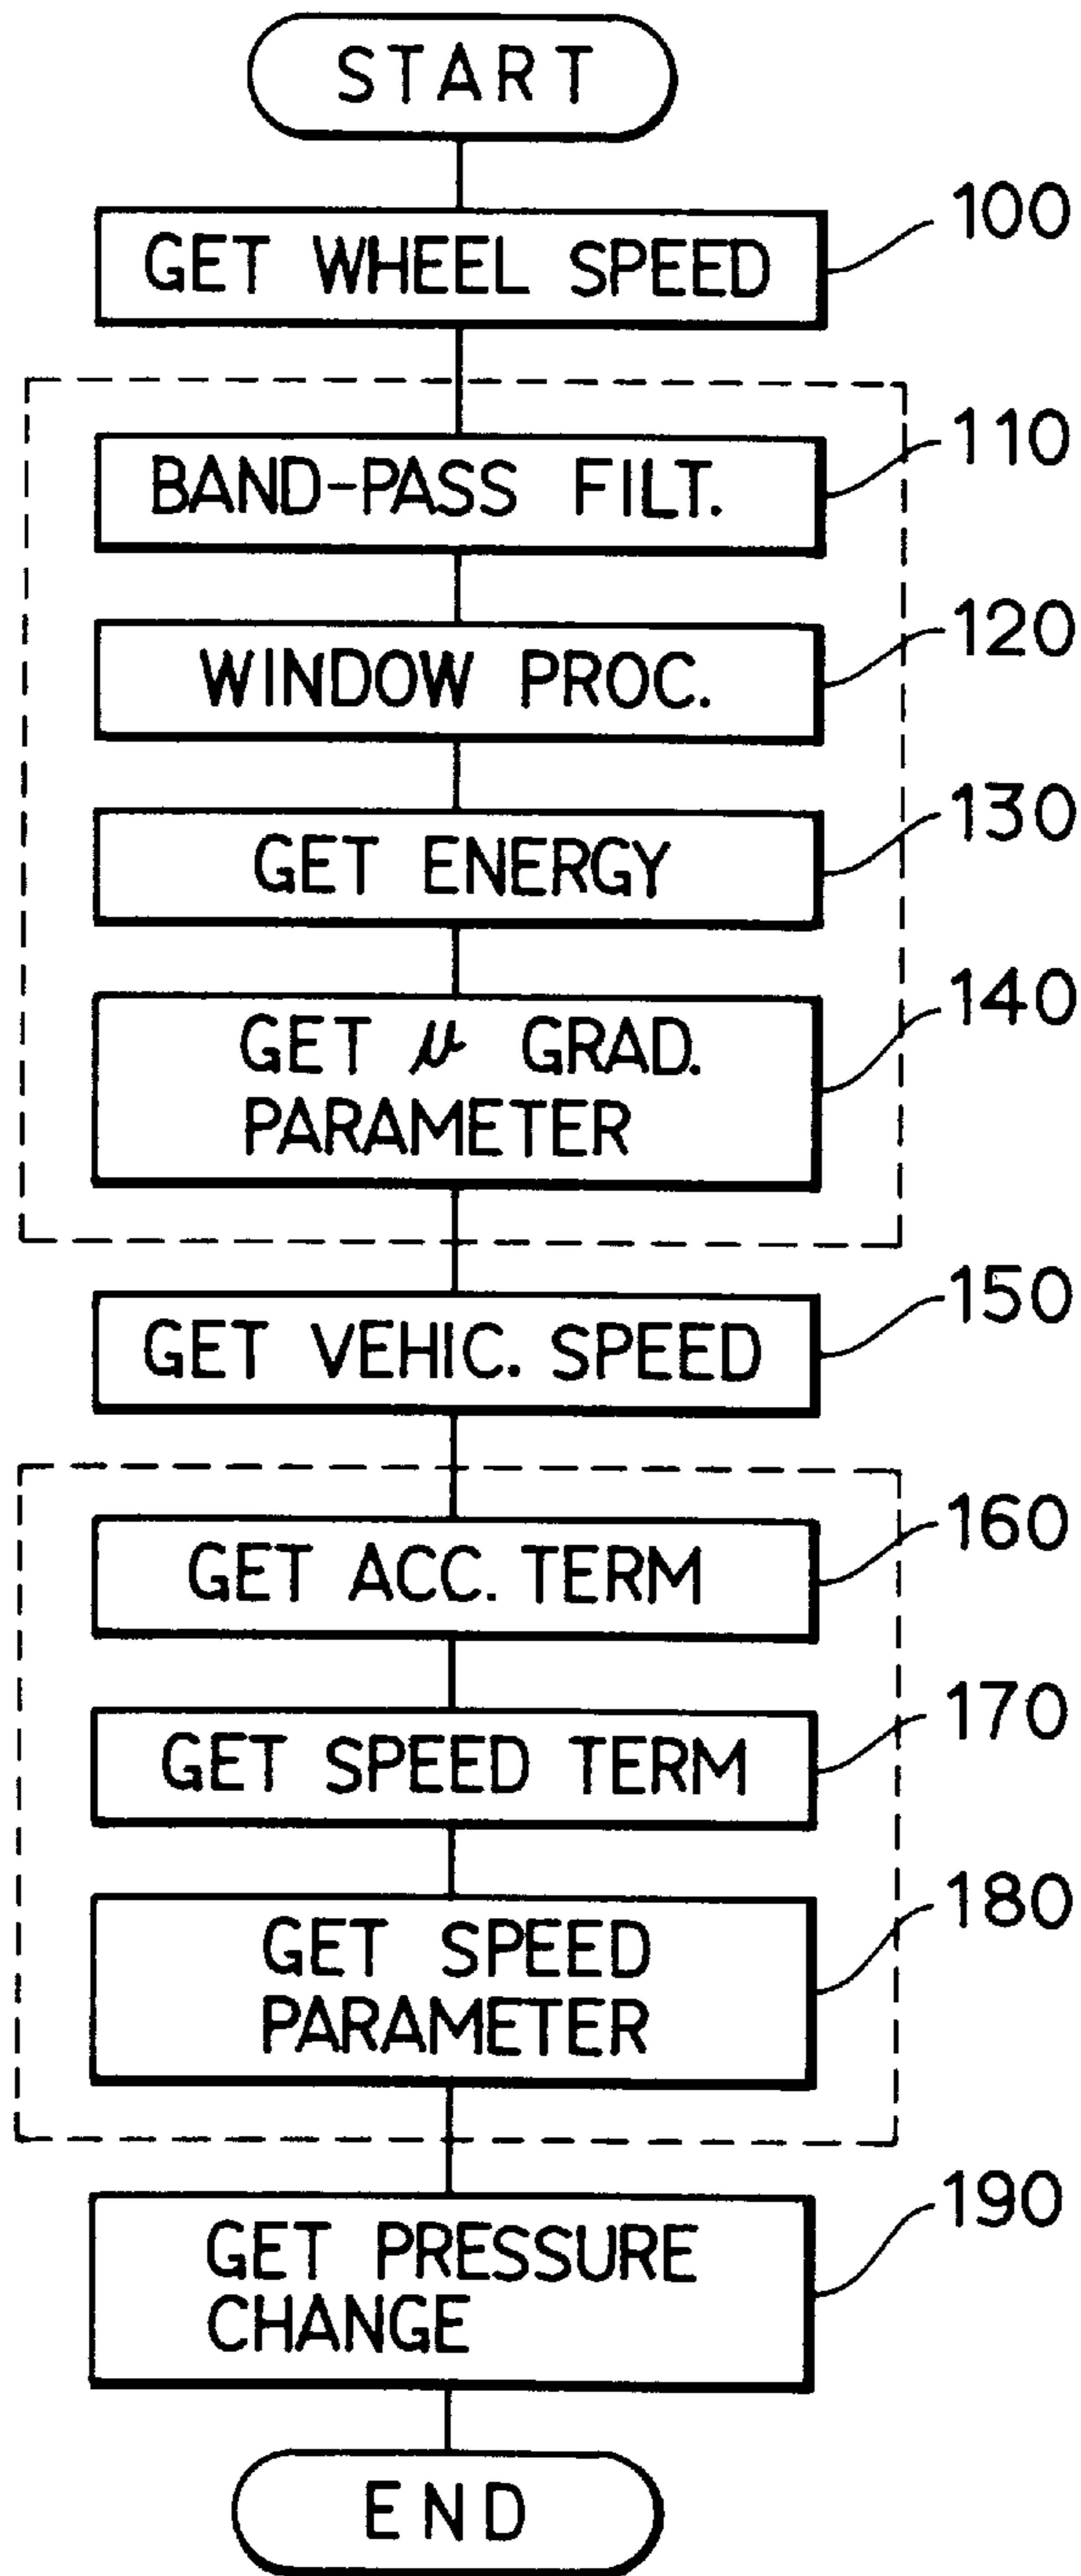 START
GET WHEEL SPEED
100
BAND-PASS FILT.
110
WINDOW PROC.
120
GET ENERGY
130
GET μ GRAD.
PARAMETER
140
GET VEHIC. SPEED
150
GET ACC. TERM
160
GET SPEED TERM
170
GET SPEED
PARAMETER
180
GET PRESSURE
CHANGE
190
END